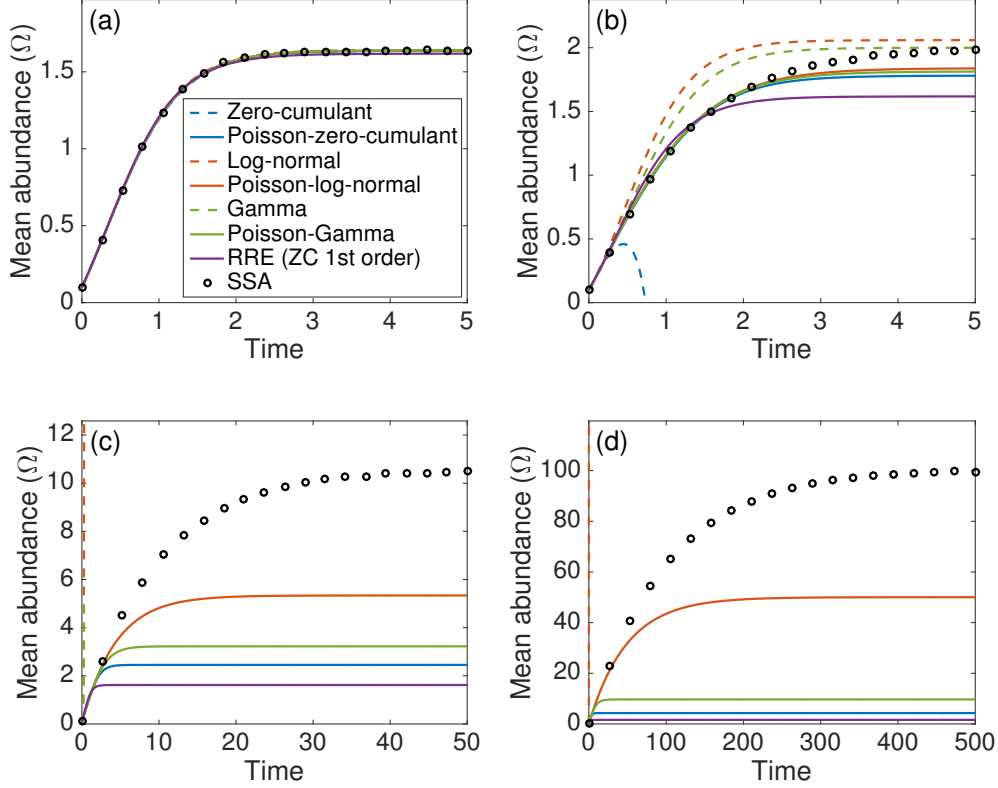 (a)
Mean abundance (Ω)
1.5
1
0.5
0
0 1 2 3 4 5
Time
Zero-cumulant
Poisson-zero-cumulant
Log-normal
Poisson-log-normal
Gamma
Poisson-Gamma
RRE (ZC 1st order)
SSA
(b)
Mean abundance (Ω)
2
1.5
1
0.5
0
0 1 2 3 4 5
Time
(c)
Mean abundance (Ω)
12
10
8
6
4
2
0
0 10 20 30 40 50
Time
(d)
Mean abundance (Ω)
100
80
60
40
20
0
0 100 200 300 400 500
Time